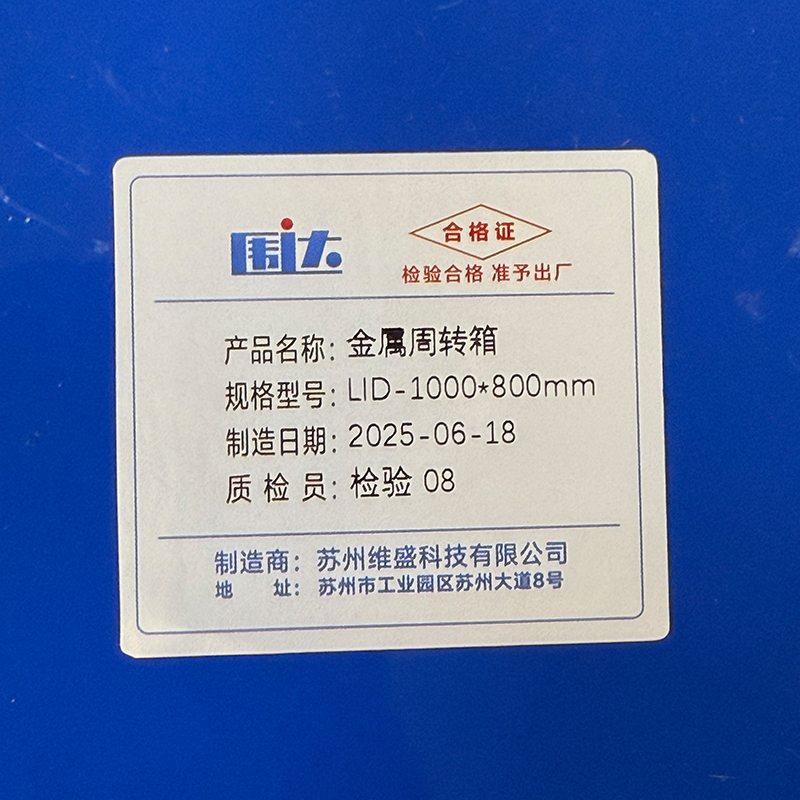 围达
合格证
检验合格 准予出厂
产品名称：金属周转箱
规格型号：LID-1000*800mm
制造日期：2025-06-18
质检员：检验 08
制造商：苏州维盛科技有限公司
地址：苏州市工业园区苏州大道8号